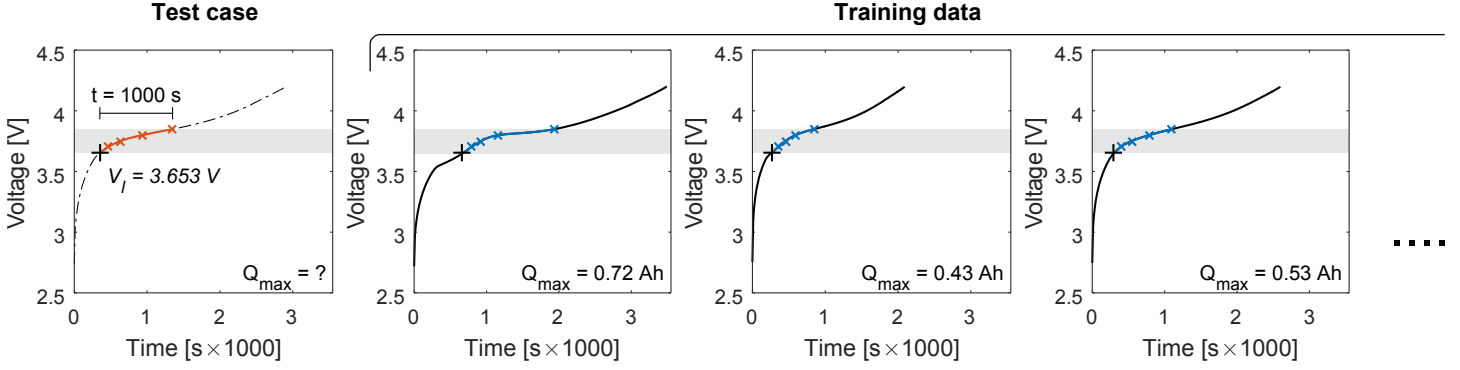 Test case
Training data
Voltage [V]
4.5
4
3.5
3
2.5
t = 1000 s
V_l = 3.653 V
Q_max = ?
0 1 2 3
Time [s×1000]
Voltage [V]
4.5
4
3.5
3
2.5
Q_max = 0.72 Ah
0 1 2 3
Time [s×1000]
Voltage [V]
4.5
4
3.5
3
2.5
Q_max = 0.43 Ah
0 1 2 3
Time [s×1000]
Voltage [V]
4.5
4
3.5
3
2.5
Q_max = 0.53 Ah
0 1 2 3
Time [s×1000]
....